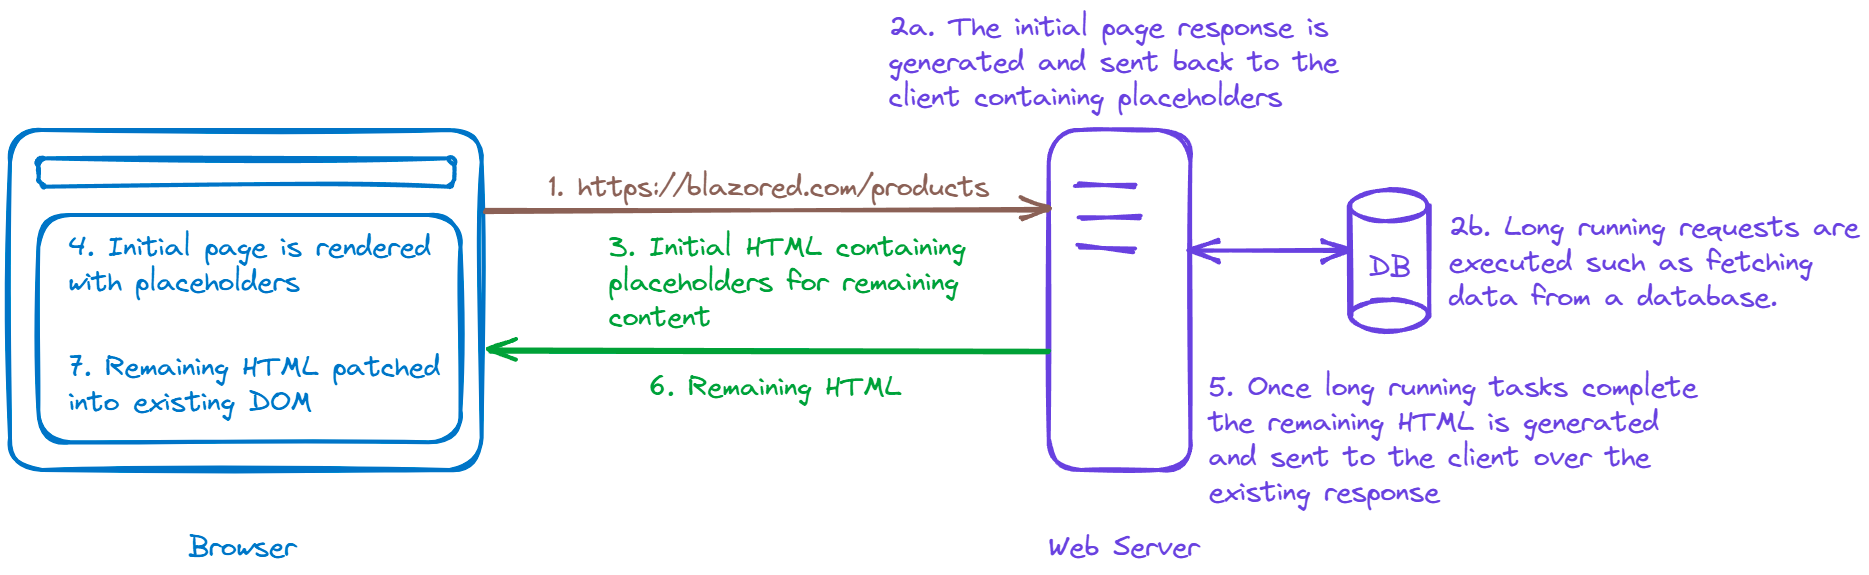 2a. The initial page response is
generated and sent back to the
client containing placeholders
1. https://blazored.com/products
3. Initial HTML containing
placeholders for remaining
content
4. Initial page is rendered
with placeholders
2b. Long running requests are
executed such as fetching
data from a database.
DB
7. Remaining HTML patched
into existing DOM
6. Remaining HTML
5. Once long running tasks complete
the remaining HTML is generated
and sent to the client over the
existing response
Browser
Web Server